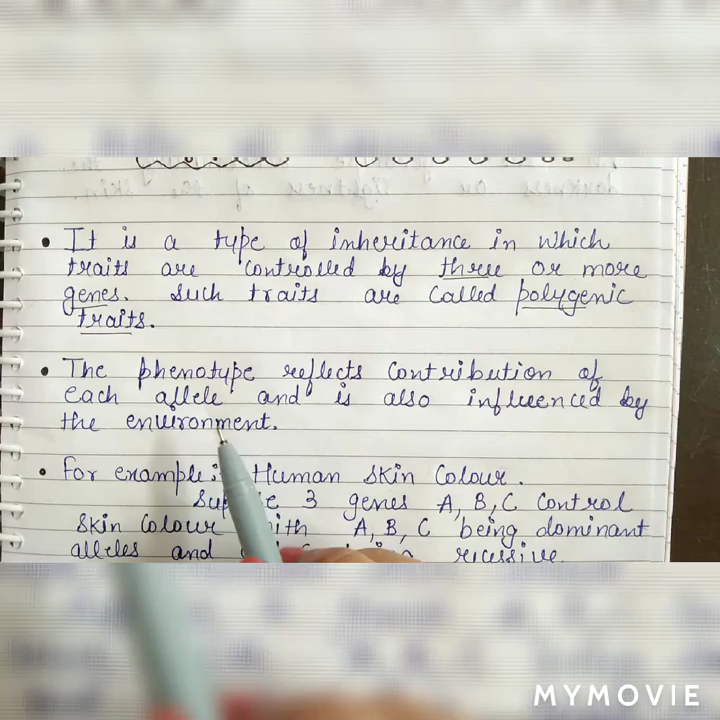 • It is a type of inheritance in which
traits are controlled by three or more
genes. Such traits are called polygenic
traits.
• The phenotype reflects contribution of
each allele and is also influenced by
the environment.
• For example: Human Skin Colour.
3 genes A, B, C Control
Skin Colour A, B, C being dominant
alleles and recessive
MYMOVIE